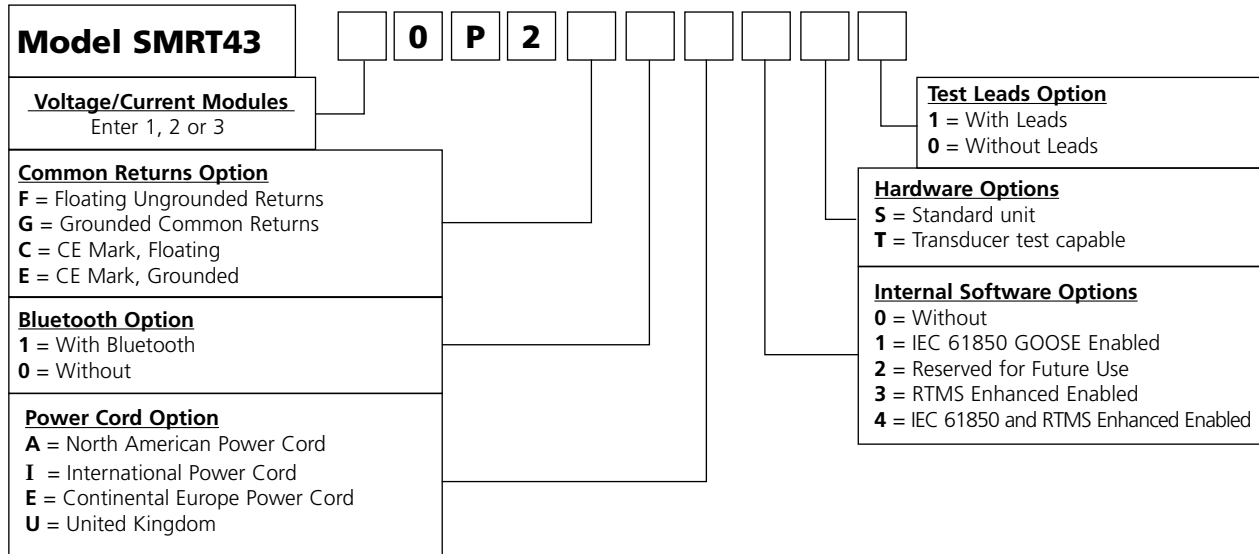 Model SMRT43
0 P 2
Voltage/Current Modules
Enter 1, 2 or 3
Common Returns Option
F = Floating Ungrounded Returns
G = Grounded Common Returns
C = CE Mark, Floating
E = CE Mark, Grounded
Bluetooth Option
1 = With Bluetooth
0 = Without
Power Cord Option
A = North American Power Cord
I = International Power Cord
E = Continental Europe Power Cord
U = United Kingdom
Test Leads Option
1 = With Leads
0 = Without Leads
Hardware Options
S = Standard unit
T = Transducer test capable
Internal Software Options
0 = Without
1 = IEC 61850 GOOSE Enabled
2 = Reserved for Future Use
3 = RTMS Enhanced Enabled
4 = IEC 61850 and RTMS Enhanced Enabled